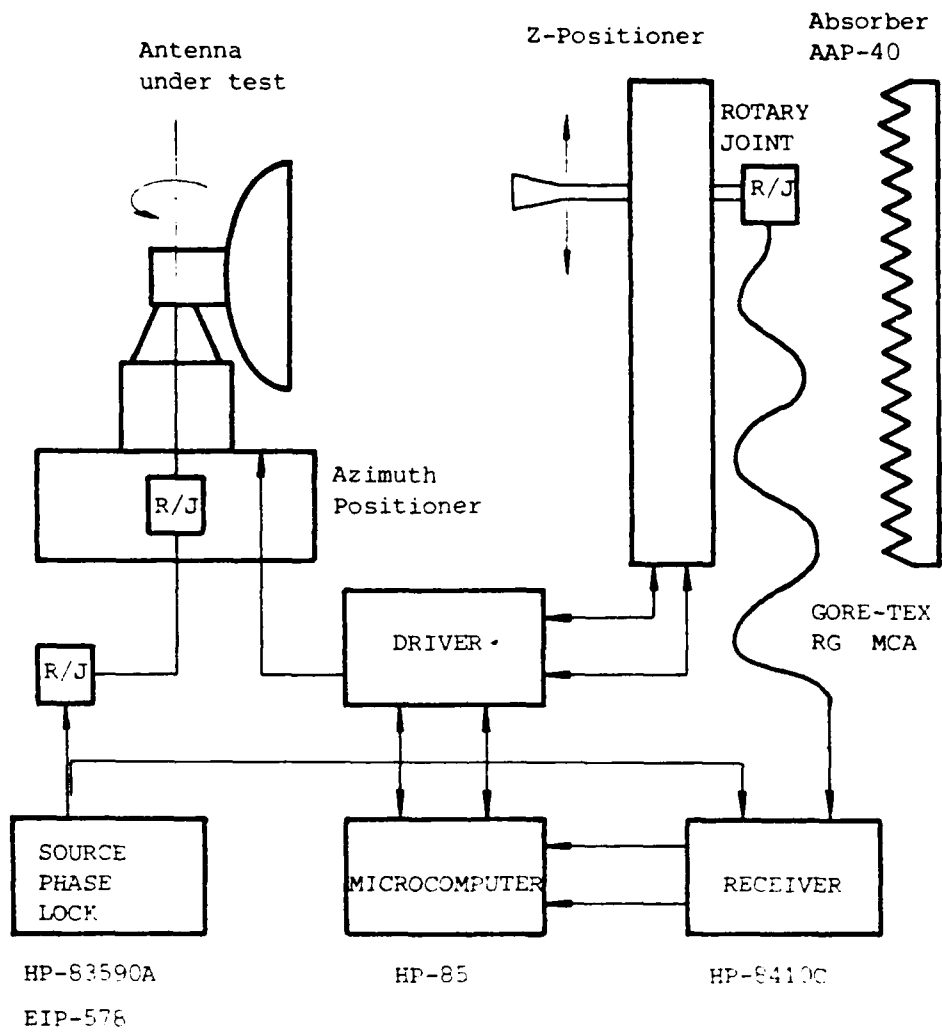 Antenna
under test
Z-Positioner
Absorber
AAP-40
ROTARY
JOINT
R/J
R/J
Azimuth
Positioner
R/J
DRIVER
GORE-TEX
RG MCA
SOURCE
PHASE
LOCK
MICROCOMPUTER
RECEIVER
HP-83590A
EIP-578
HP-85
HP-8410C